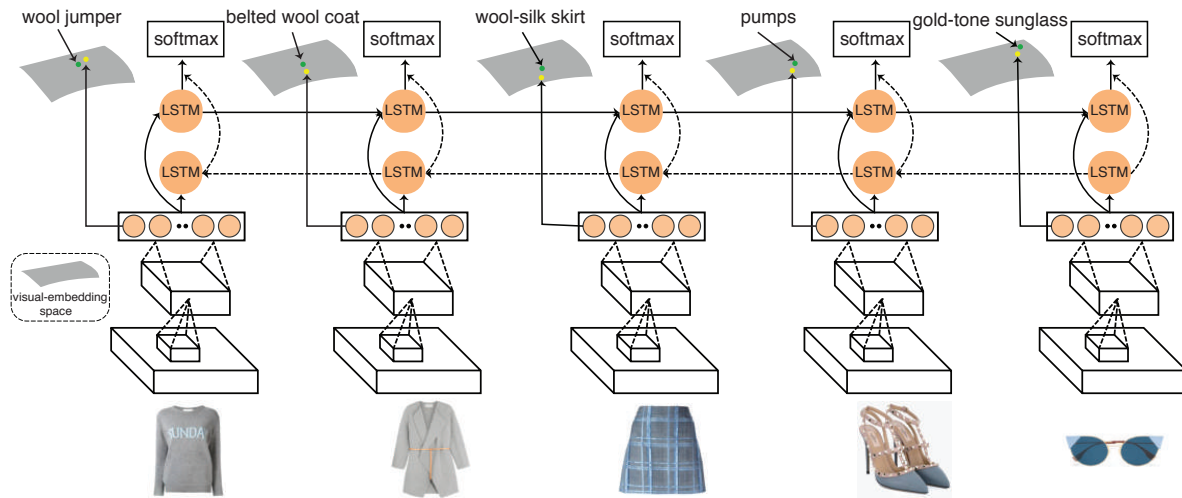 wool jumper
belted wool coat
wool-silk skirt
pumps
gold-tone sunglass
softmax
softmax
softmax
softmax
softmax
LSTM
LSTM
LSTM
LSTM
LSTM
LSTM
LSTM
LSTM
LSTM
LSTM
visual-embedding
space
SUNDAY